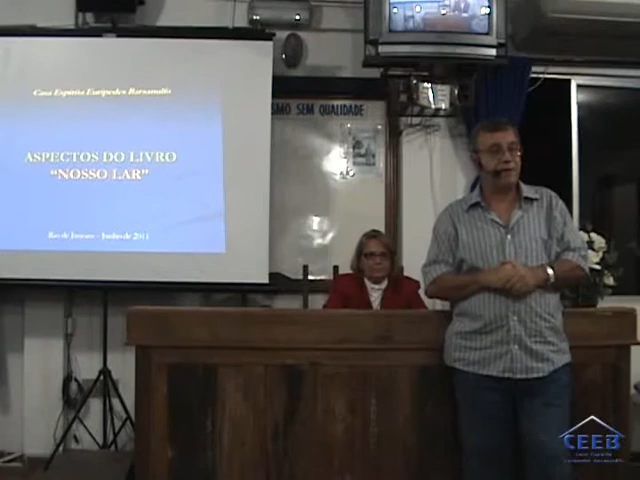 Casa Espírita Eurípedes Barsanulfo
ASPECTOS DO LIVRO
"NOSSO LAR"
Rio de Janeiro – Junho de 2011
SMO SEM QUALIDADE
CEEB